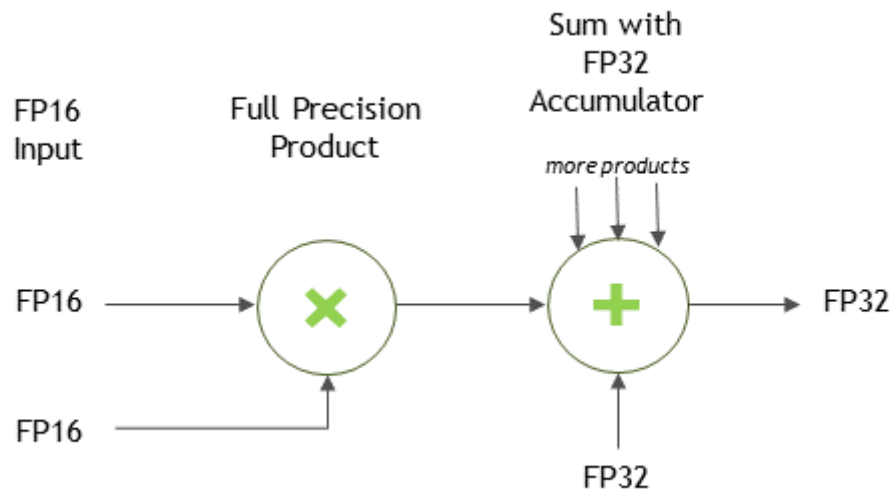 FP16
Input
Full Precision
Product
Sum with
FP32
Accumulator
more products
FP16
FP32
FP16
FP32